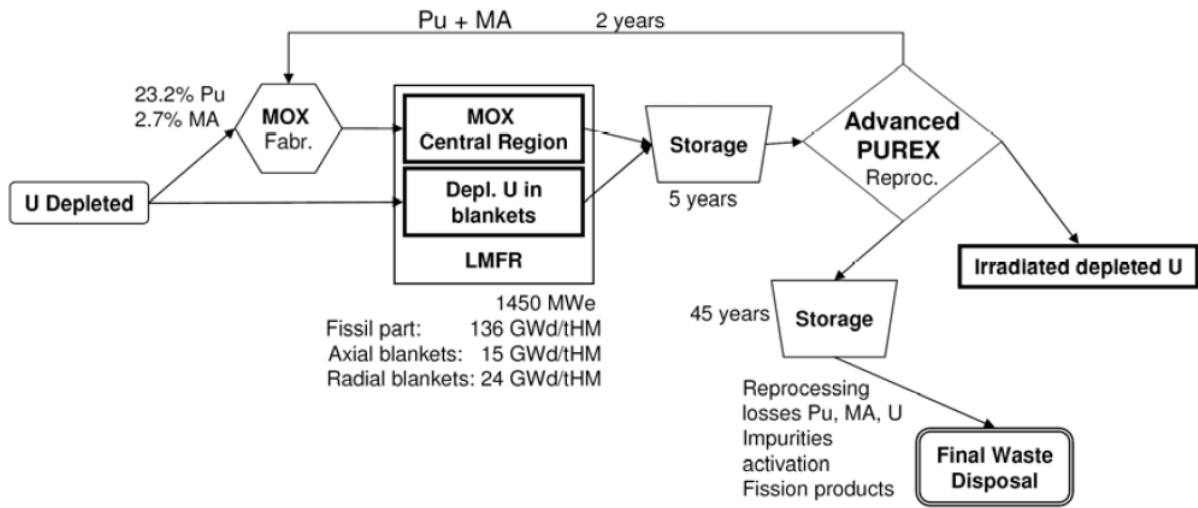 Pu + MA 2 years
23.2% Pu
2.7% MA
MOX
Fabr.
MOX
Central Region
Storage
Advanced
PUREX
Reproc.
U Depleted
Depl. U in
blankets
5 years
LMFR
Irradiated depleted U
1450 MWe
Fissil part: 136 GWd/tHM
Axial blankets: 15 GWd/tHM
Radial blankets: 24 GWd/tHM
45 years
Storage
Reprocessing
losses Pu, MA, U
Impurities
activation
Fission products
Final Waste
Disposal